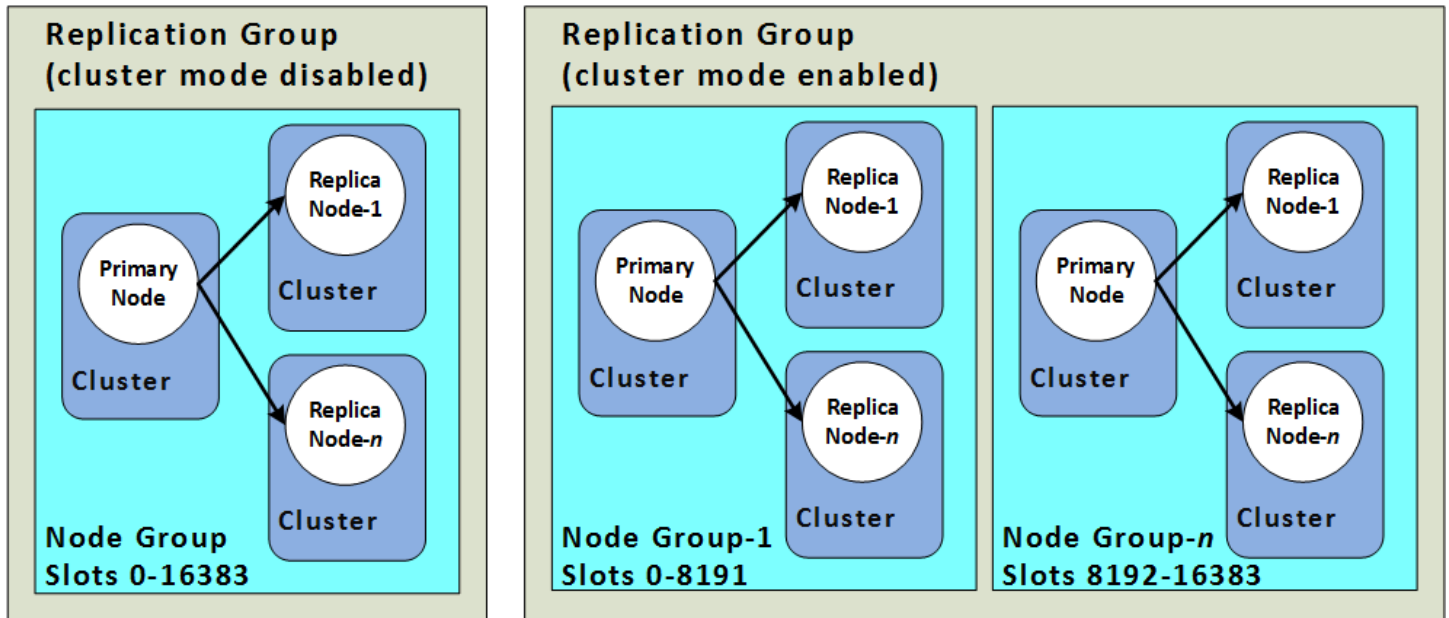 Replication Group
(cluster mode disabled)
Replica
Node-1
Cluster
Primary
Node
Cluster
Replica
Node-n
Cluster
Node Group
Slots 0-16383
Replication Group
(cluster mode enabled)
Replica
Node-1
Cluster
Primary
Node
Cluster
Replica
Node-n
Cluster
Node Group-1
Slots 0-8191
Replica
Node-1
Cluster
Primary
Node
Cluster
Replica
Node-n
Cluster
Node Group-n
Slots 8192-16383